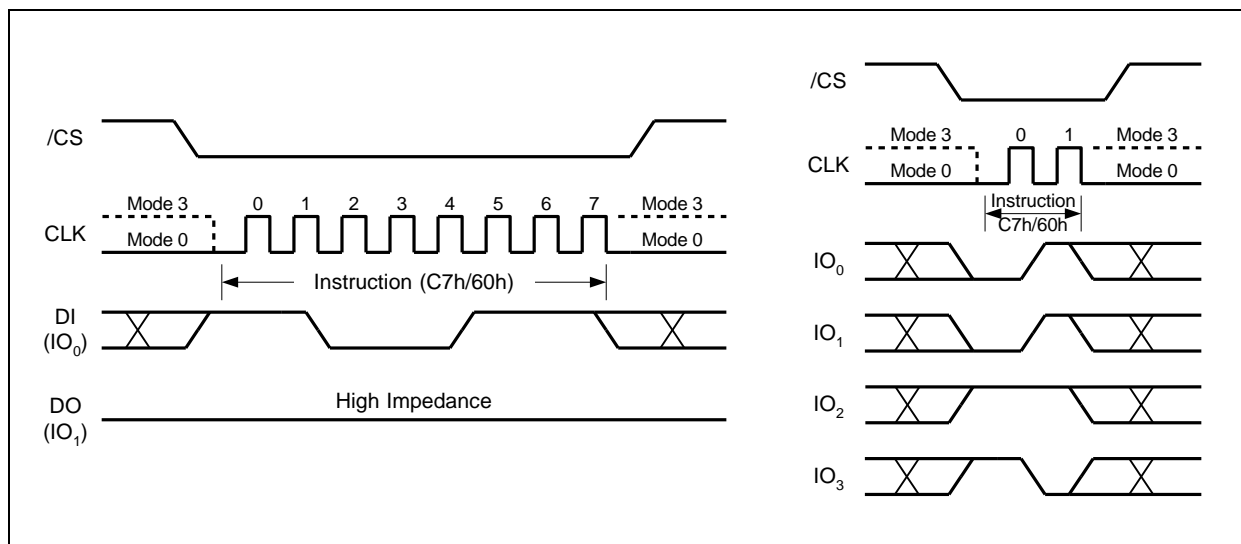 /CS
Mode 3 0 1 2 3 4 5 6 7 Mode 3
CLK
Mode 0 Mode 0
Instruction (C7h/60h)
DI
(IO0)
DO
(IO1)
High Impedance
/CS
Mode 3 0 1 Mode 3
CLK
Mode 0 Mode 0
Instruction
C7h/60h
IO0
IO1
IO2
IO3